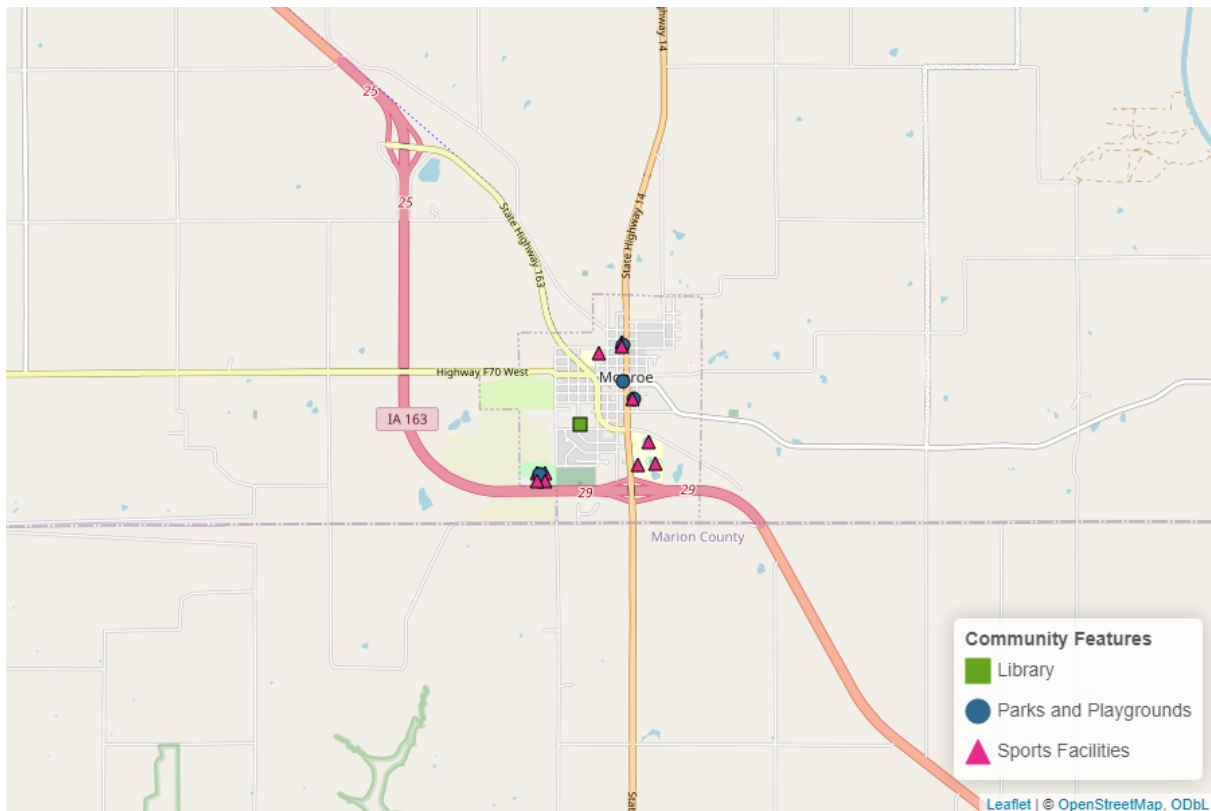 Highway 14
25
25
State Highway 163
State Highway 14
Highway F70 West
Monroe
IA 163
29
29
Marion County
Stat
Community Features
Library
Parks and Playgrounds
Sports Facilities
Leaflet | © OpenStreetMap, ODbL